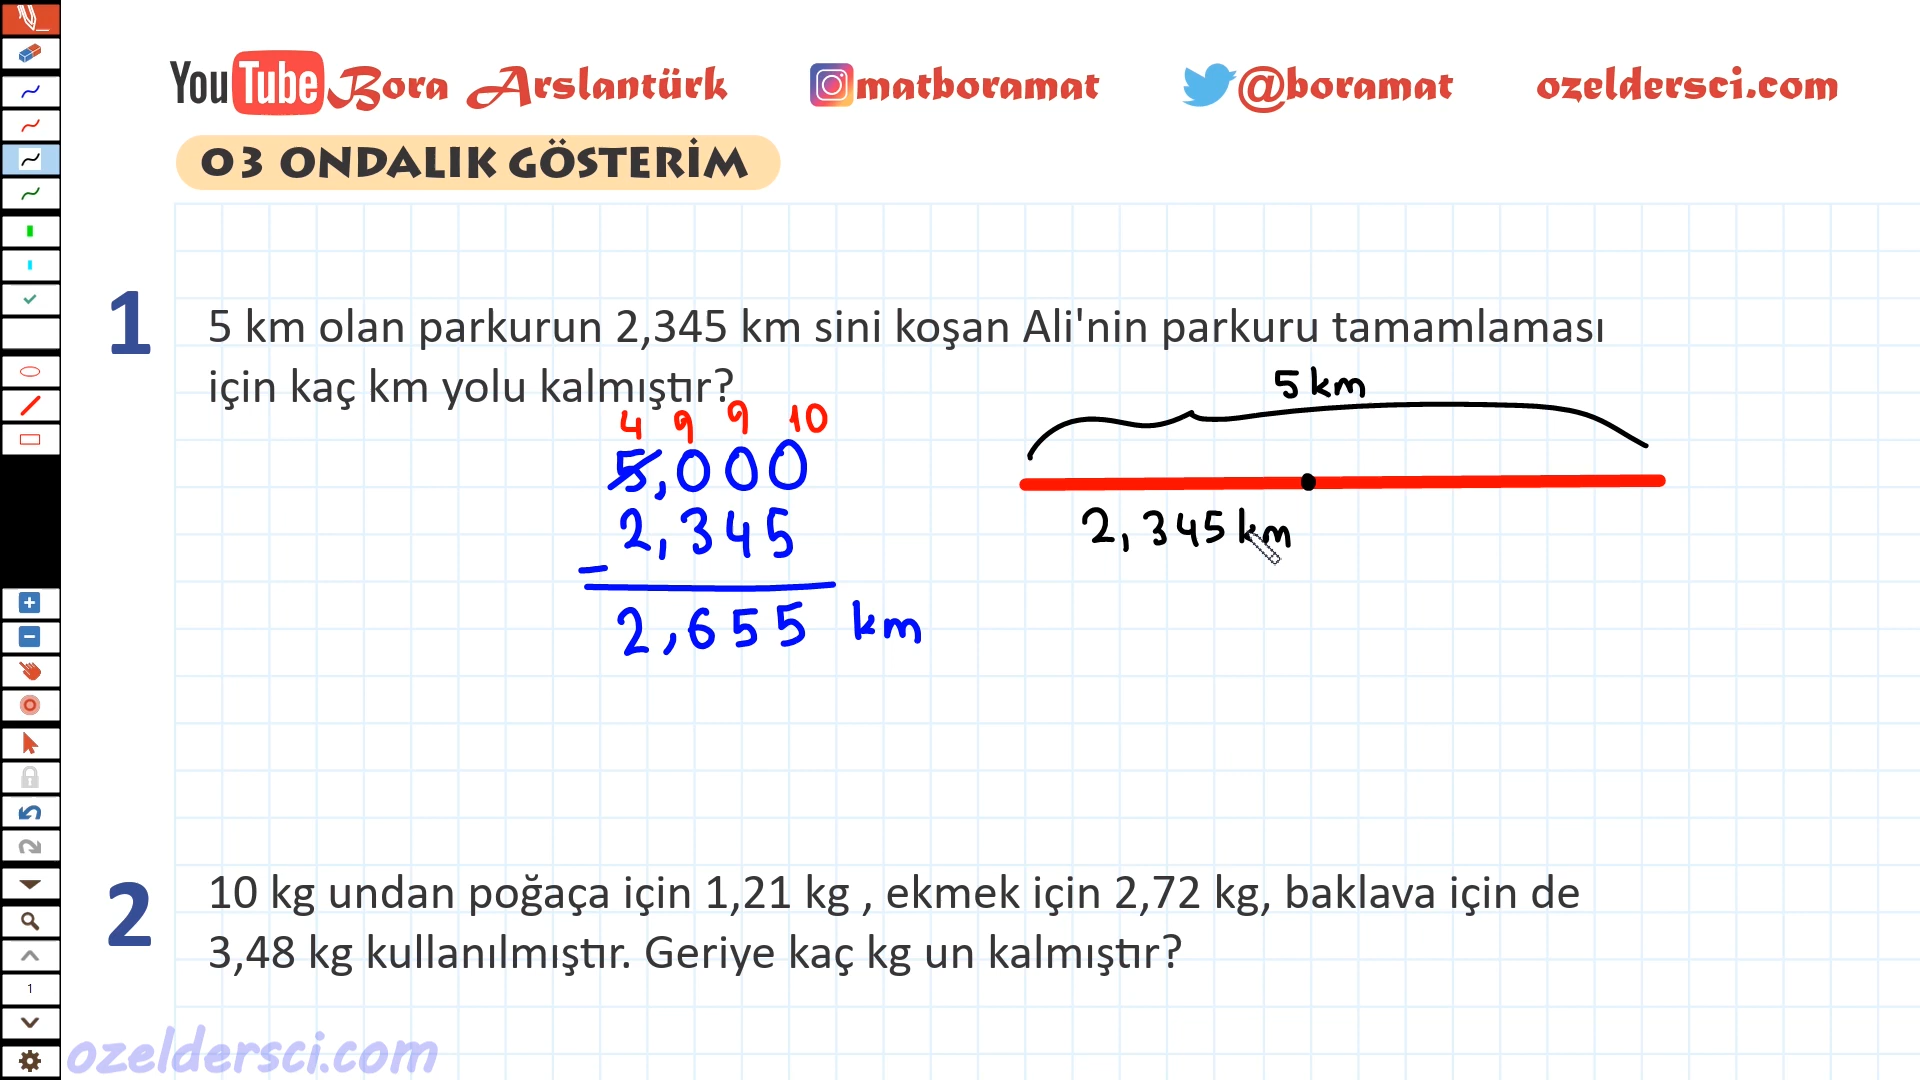 YouTube Bora Arslantürk matboramat @boramat ozeldersci.com
03 ONDALIK GÖSTERİM
1 5 km olan parkurun 2,345 km sini koşan Ali'nin parkuru tamamlaması
için kaç km yolu kalmıştır?
5 km
4 9 9 10
5,000
2,345
2,345 km
-
2,655 km
2 10 kg undan poğaça için 1,21 kg , ekmek için 2,72 kg, baklava için de
3,48 kg kullanılmıştır. Geriye kaç kg un kalmıştır?
1
ozeldersci.com